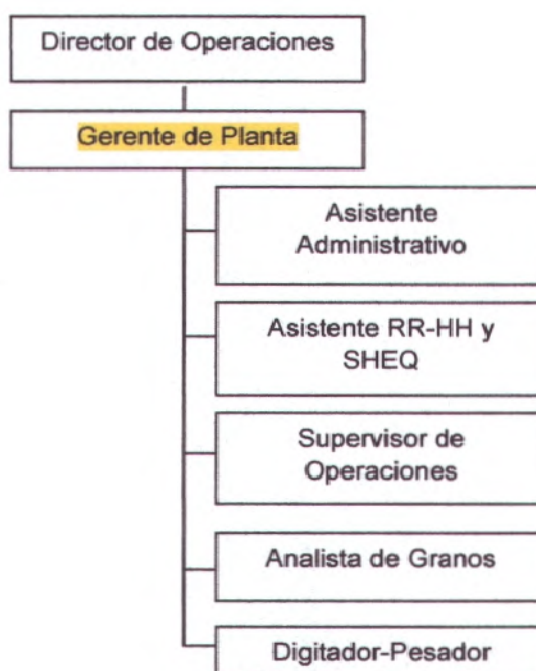 Director de Operaciones
Gerente de Planta
Asistente
Administrativo
Asistente RR-HH y
SHEQ
Supervisor de
Operaciones
Analista de Granos
Digitador-Pesador